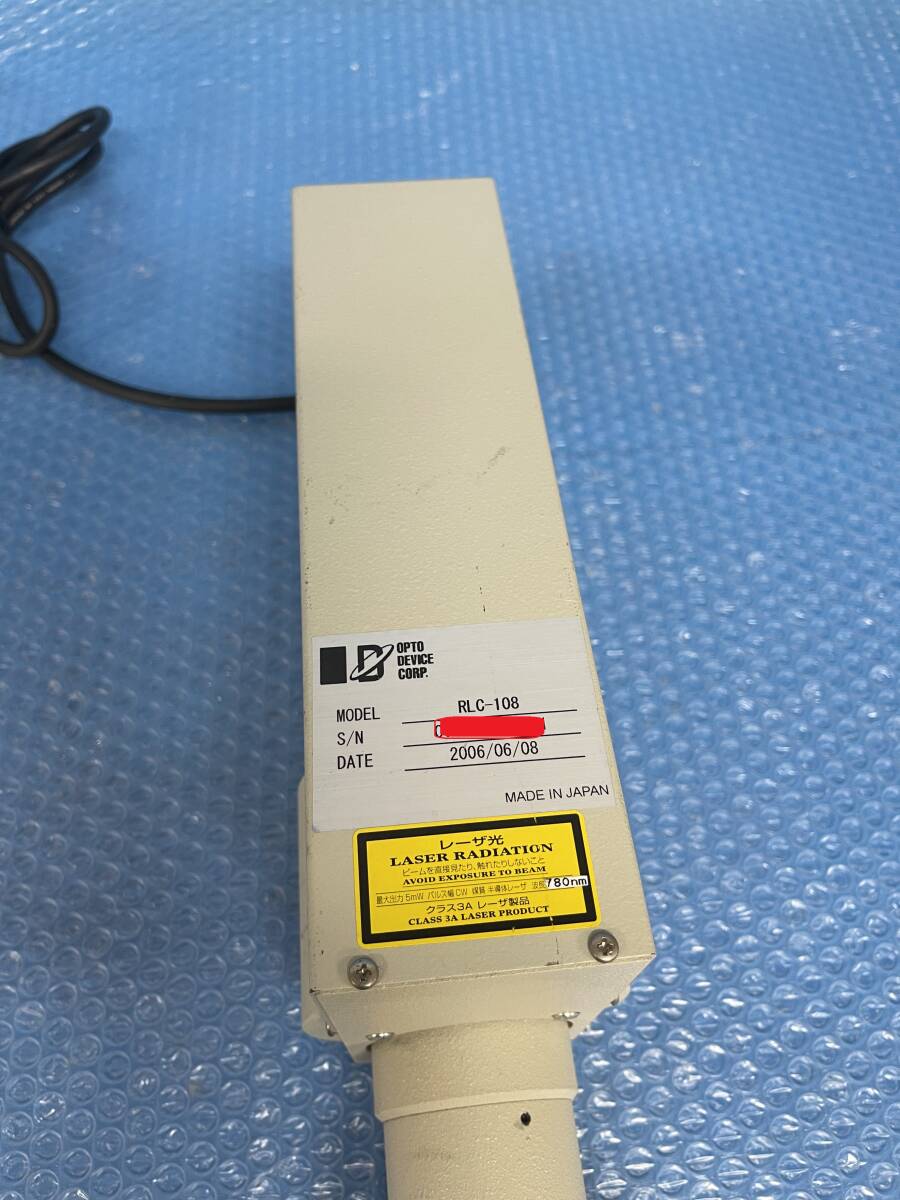 OPTO
DEVICE
CORP.
MODEL RLC-108
S/N
DATE 2006/06/08
MADE IN JAPAN
レーザ光
LASER RADIATION
ビームを直接見たり、触れたりしないこと
AVOID EXPOSURE TO BEAM
最大出力 5mW パルス幅 CW 媒質 半導体レーザ 波長 780nm
クラス3A レーザ製品
CLASS 3A LASER PRODUCT